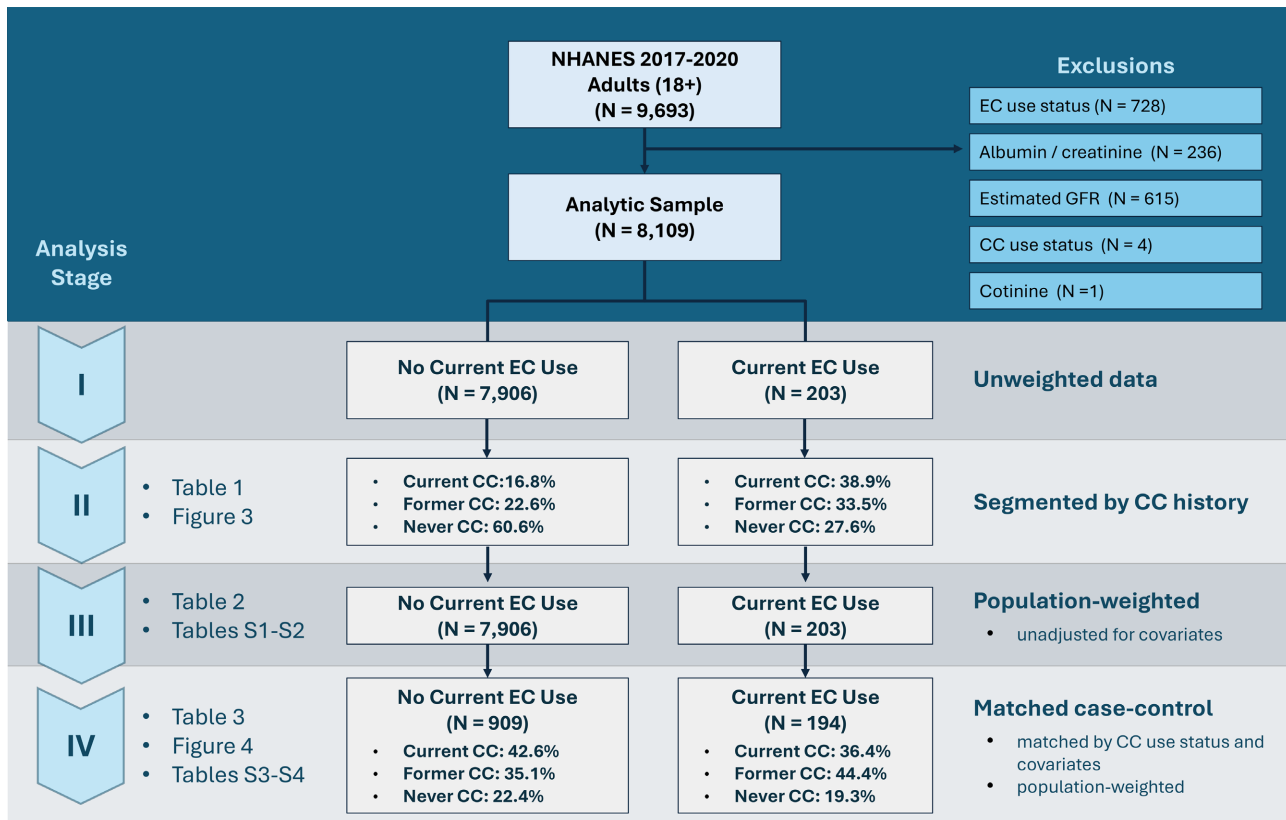 NHANES 2017-2020
Adults (18+)
(N = 9,693)
Exclusions
EC use status (N = 728)
Albumin / creatinine (N = 236)
Estimated GFR (N = 615)
CC use status (N = 4)
Cotinine (N =1)
Analytic Sample
(N = 8,109)
Analysis
Stage
I
No Current EC Use
(N = 7,906)
Current EC Use
(N = 203)
Unweighted data
II
• Table 1
• Figure 3
• Current CC:16.8%
• Former CC: 22.6%
• Never CC: 60.6%
• Current CC: 38.9%
• Former CC: 33.5%
• Never CC: 27.6%
Segmented by CC history
III
• Table 2
• Tables S1-S2
No Current EC Use
(N = 7,906)
Current EC Use
(N = 203)
Population-weighted
• unadjusted for covariates
IV
• Table 3
• Figure 4
• Tables S3-S4
No Current EC Use
(N = 909)
• Current CC: 42.6%
• Former CC: 35.1%
• Never CC: 22.4%
Current EC Use
(N = 194)
• Current CC: 36.4%
• Former CC: 44.4%
• Never CC: 19.3%
Matched case-control
• matched by CC use status and
covariates
• population-weighted